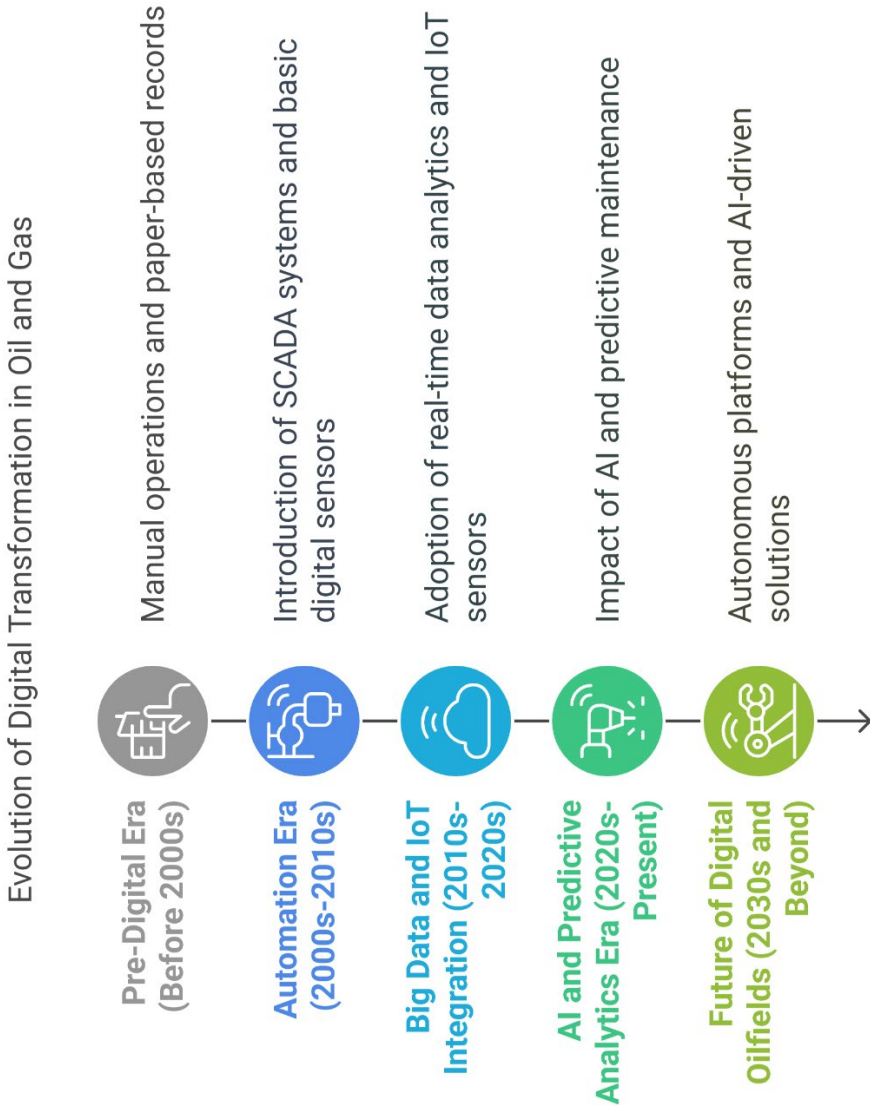 Evolution of Digital Transformation in Oil and Gas
Pre-Digital Era
(Before 2000s)
Manual operations and paper-based records
Automation Era
(2000s-2010s)
Introduction of SCADA systems and basic
digital sensors
Big Data and IoT
Integration (2010s-
2020s)
Adoption of real-time data analytics and IoT
sensors
AI and Predictive
Analytics Era (2020s-
Present)
Impact of AI and predictive maintenance
Future of Digital
Oilfields (2030s and
Beyond)
Autonomous platforms and AI-driven
solutions